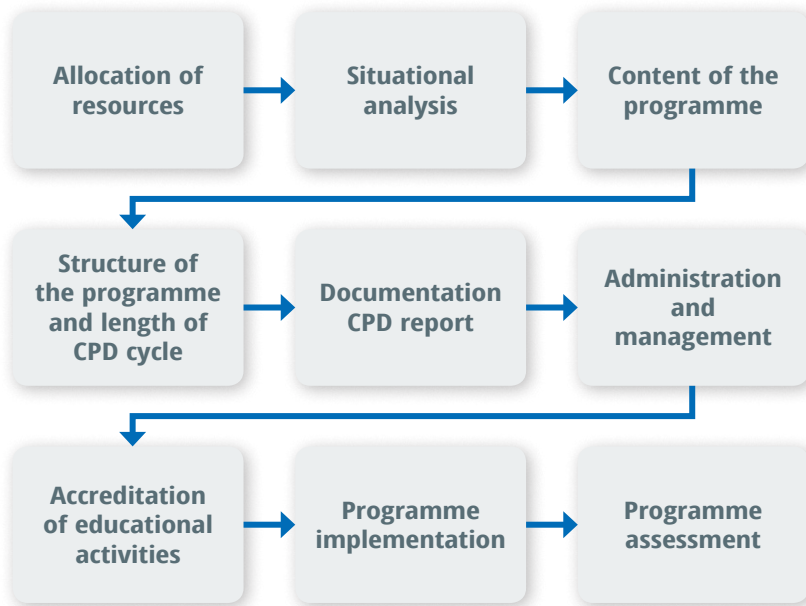 Allocation of
resources
Situational
analysis
Content of the
programme
Structure of
the programme
and length of
CPD cycle
Documentation
CPD report
Administration
and
management
Accreditation
of educational
activities
Programme
implementation
Programme
assessment